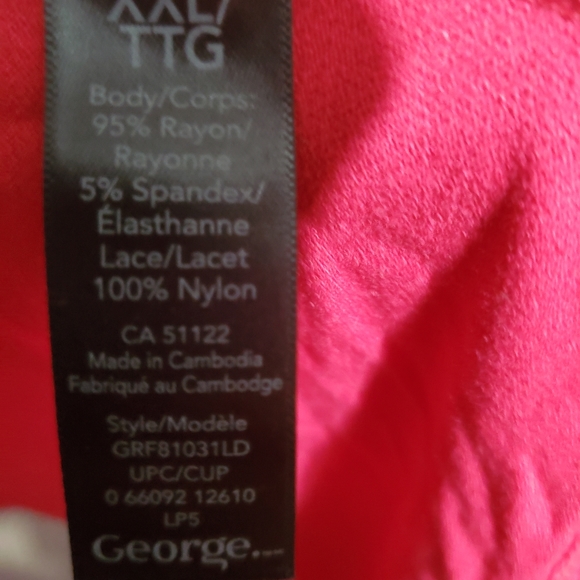 XXL/
TTG
Body/Corps:
95% Rayon/
Rayonne
5% Spandex/
Élasthanne
Lace/Lacet
100% Nylon
CA 51122
Made in Cambodia
Fabriqué au Cambodge
Style/Modèle
GRF81031LD
UPC/CUP
0 66092 12610
LP5
George